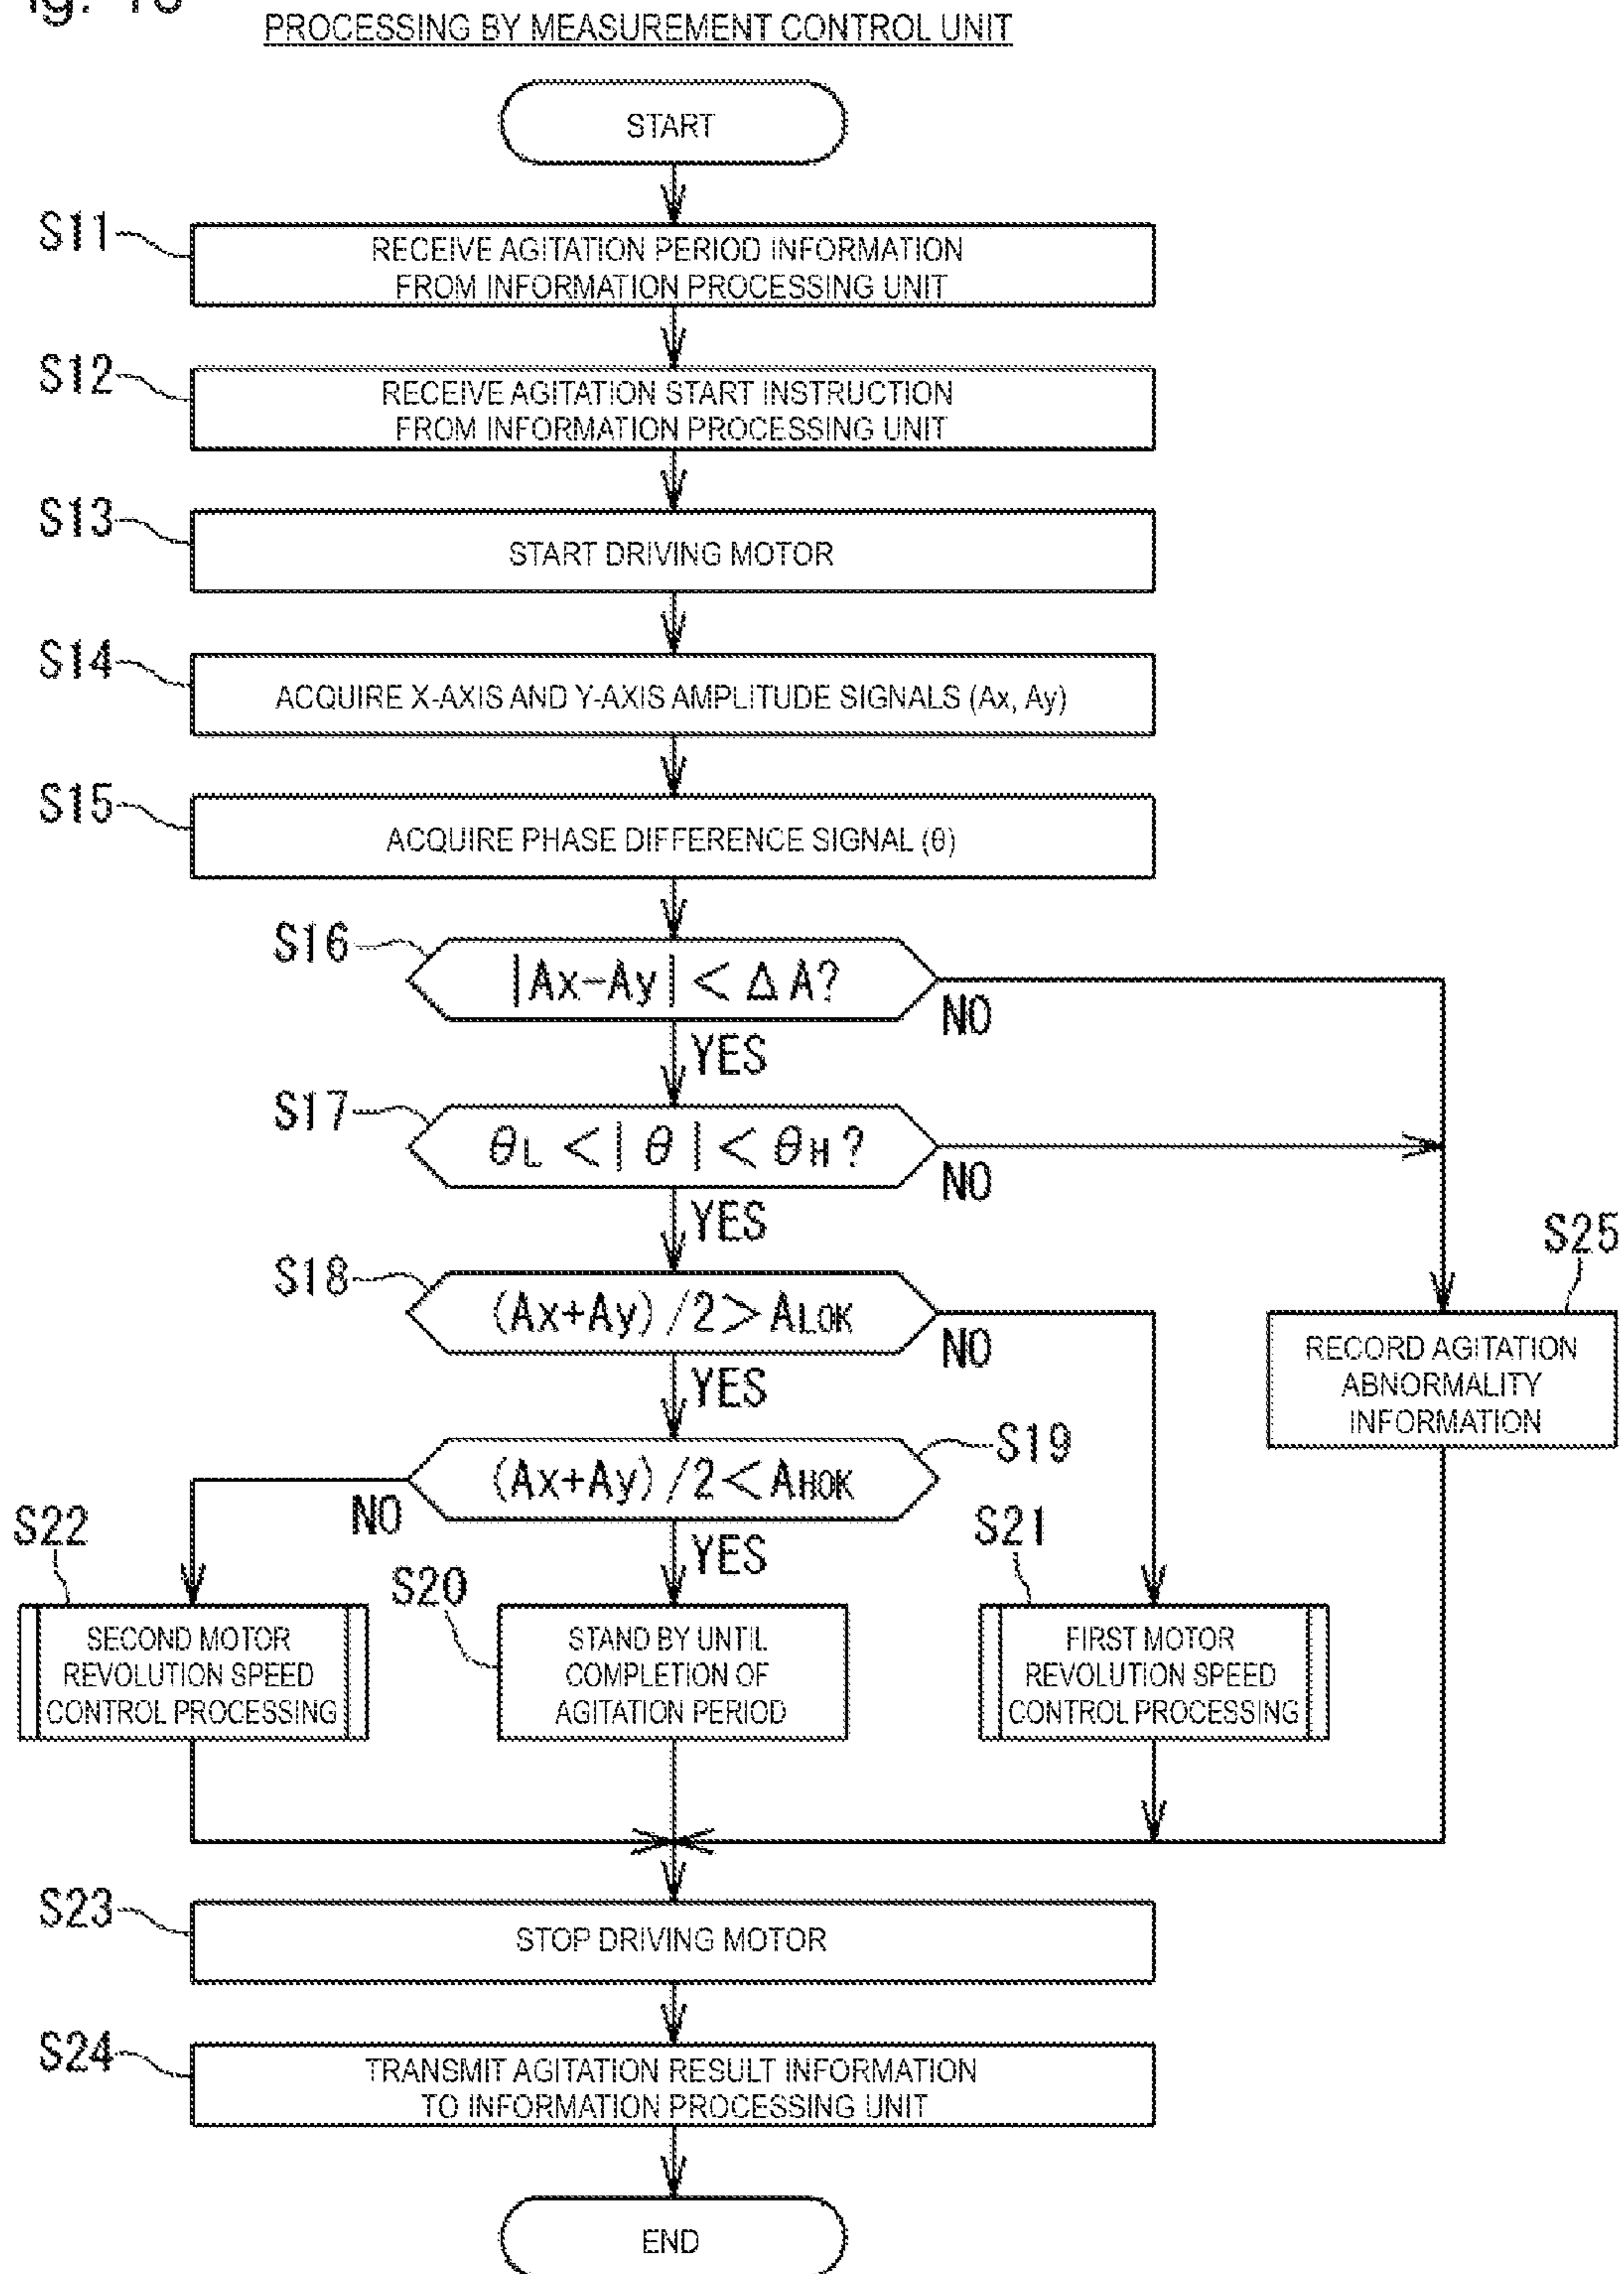 PROCESSING BY MEASUREMENT CONTROL UNIT
START
S11
RECEIVE AGITATION PERIOD INFORMATION
FROM INFORMATION PROCESSING UNIT
S12
RECEIVE AGITATION START INSTRUCTION
FROM INFORMATION PROCESSING UNIT
S13
START DRIVING MOTOR
S14
ACQUIRE X-AXIS AND Y-AXIS AMPLITUDE SIGNALS (Ax, Ay)
S15
ACQUIRE PHASE DIFFERENCE SIGNAL (θ)
S16
|Ax-Ay| < Δ A?
NO
YES
S17
θL < | θ | < θH ?
NO
YES
S18
(Ax+Ay) /2 > ALOK
NO
YES
S25
RECORD AGITATION
ABNORMALITY
INFORMATION
S19
(Ax+Ay) /2 < AHOK
NO
YES
S22
SECOND MOTOR
REVOLUTION SPEED
CONTROL PROCESSING
S20
STAND BY UNTIL
COMPLETION OF
AGITATION PERIOD
S21
FIRST MOTOR
REVOLUTION SPEED
CONTROL PROCESSING
S23
STOP DRIVING MOTOR
S24
TRANSMIT AGITATION RESULT INFORMATION
TO INFORMATION PROCESSING UNIT
END